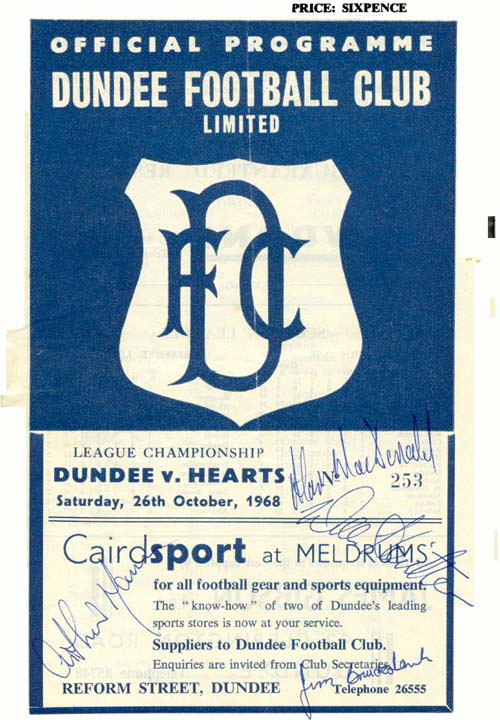 PRICE: SIXPENCE
OFFICIAL PROGRAMME
DUNDEE FOOTBALL CLUB
LIMITED
DFC
LEAGUE CHAMPIONSHIP
DUNDEE v. HEARTS
253
Saturday, 26th October, 1968
Cairdsport at MELDRUMS'
for all football gear and sports equipment.
The "know-how" of two of Dundee's leading
sports stores is now at your service.
Suppliers to Dundee Football Club.
Enquiries are invited from Club Secretaries.
REFORM STREET, DUNDEE Telephone 26555